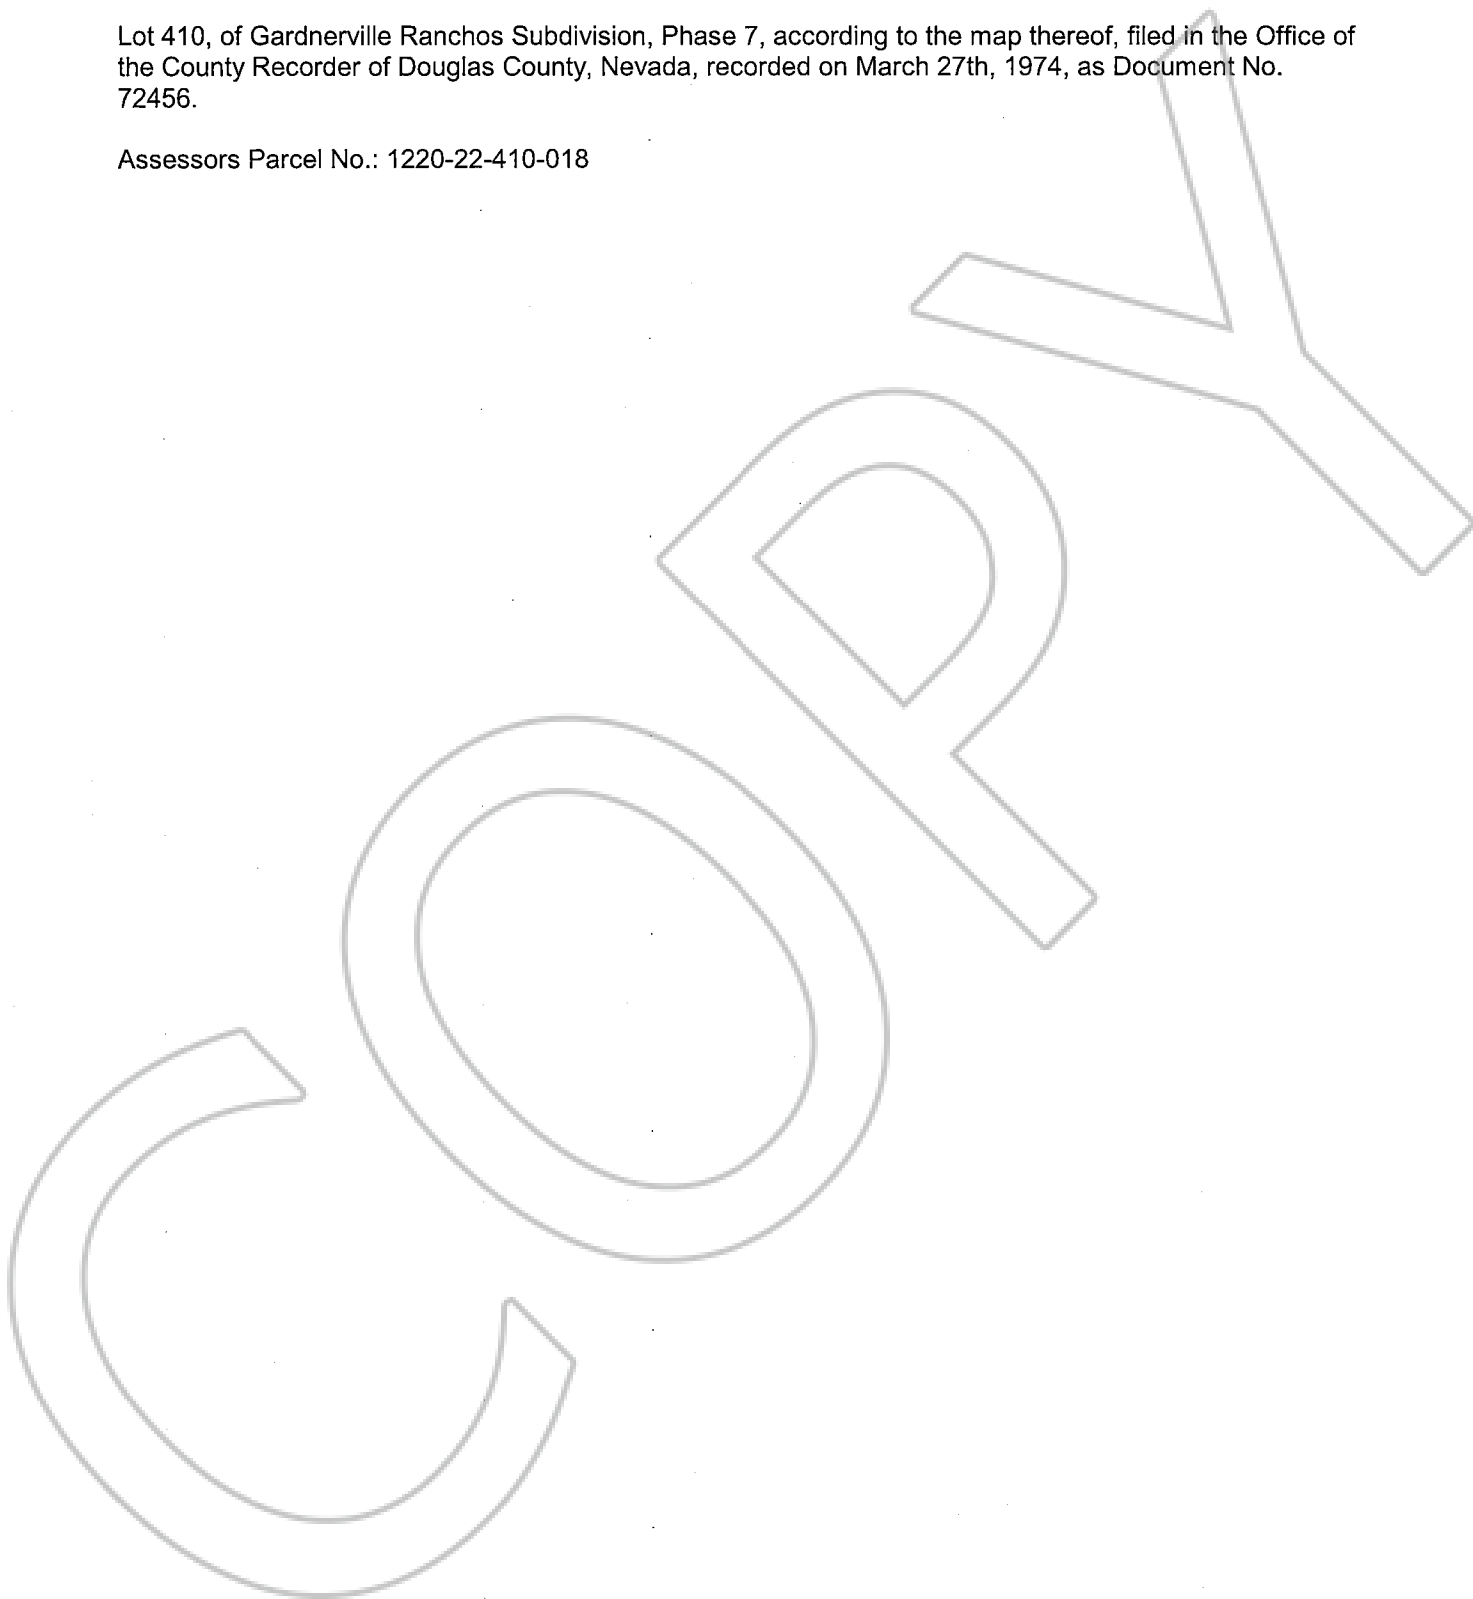 Lot 410, of Gardnerville Ranchos Subdivision, Phase 7, according to the map thereof, filed in the Office of
the County Recorder of Douglas County, Nevada, recorded on March 27th, 1974, as Document No.
72456.
Assessors Parcel No.: 1220-22-410-018
COPY